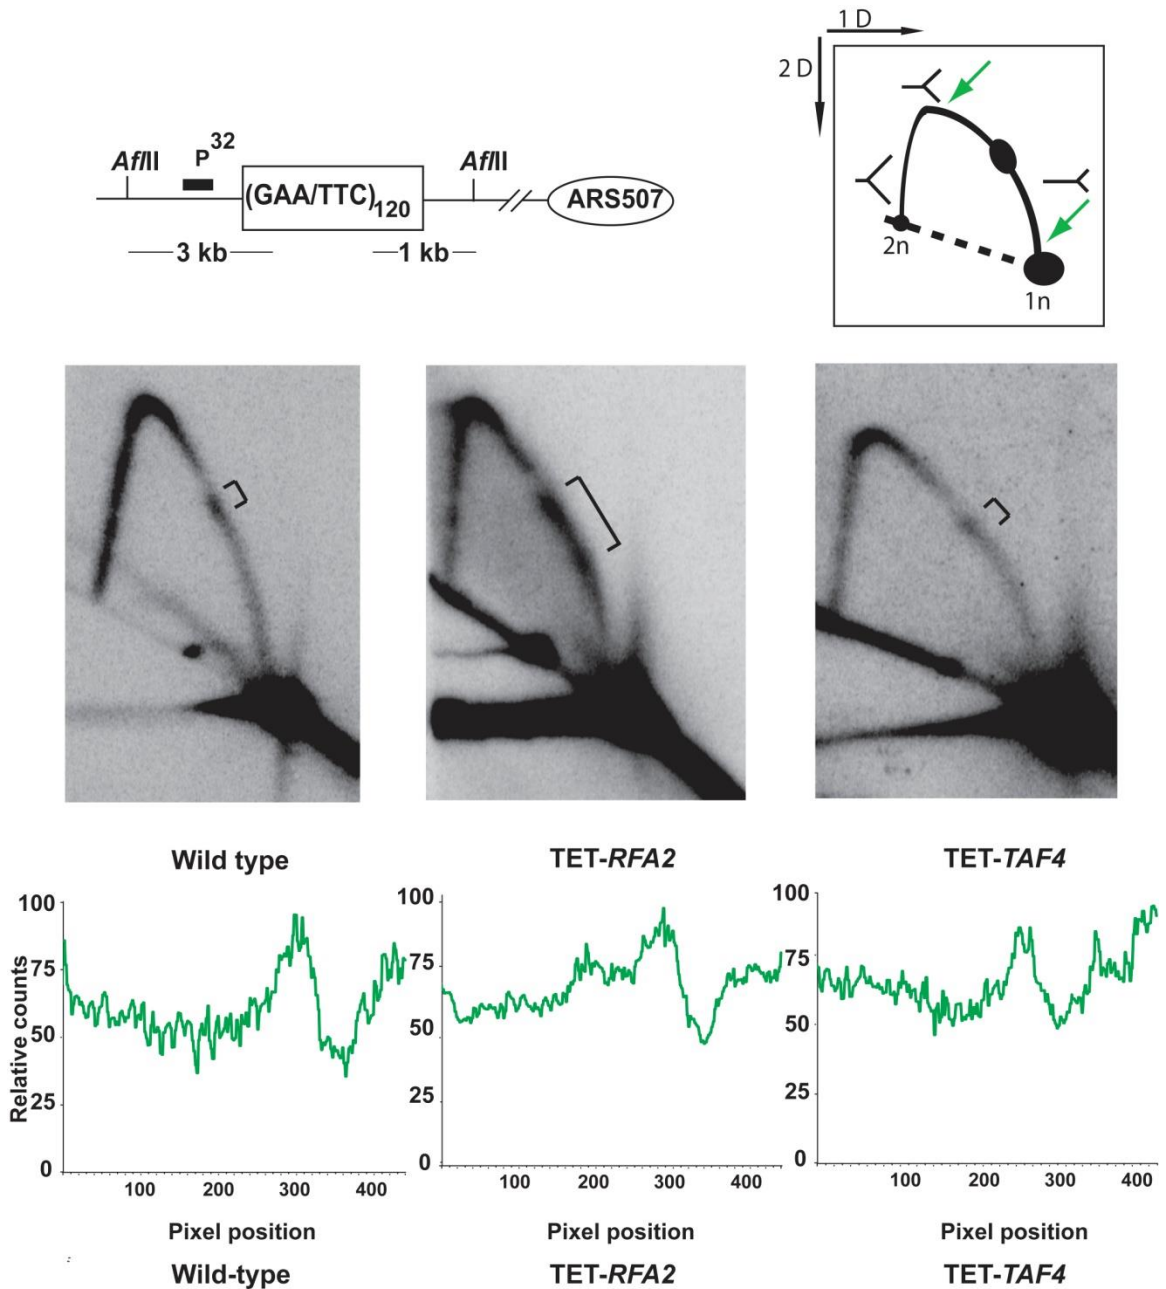 1 D
2 D
AflII
P32
(GAA/TTC)120
AflII
ARS507
3 kb
1 kb
2n
1n
Wild type
TET-RFA2
TET-TAF4
Relative counts
100
75
50
25
0
100 200 300 400
Pixel position
Wild-type
100
75
50
25
0
100 200 300 400
Pixel position
TET-RFA2
100
75
50
25
0
100 200 300 400
Pixel position
TET-TAF4